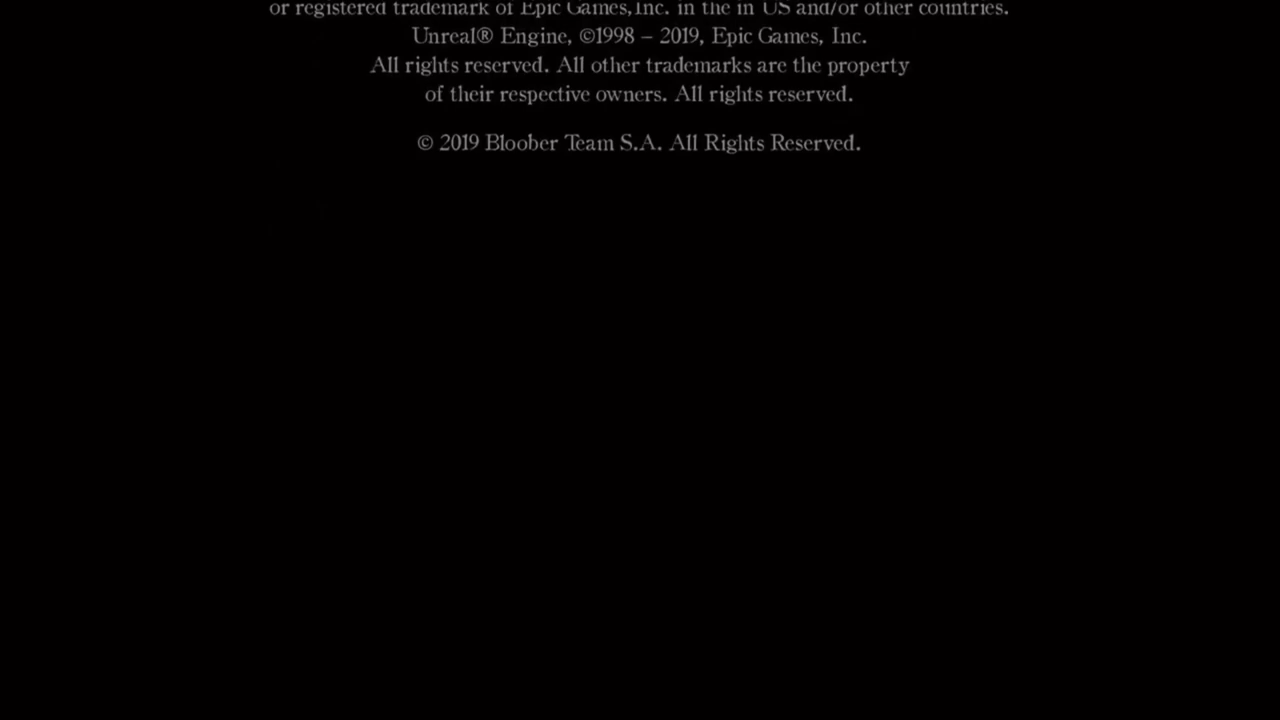 or registered trademark of Epic Games,Inc. in the in US and/or other countries.
Unreal® Engine, ©1998 – 2019, Epic Games, Inc.
All rights reserved. All other trademarks are the property
of their respective owners. All rights reserved.
© 2019 Bloober Team S.A. All Rights Reserved.